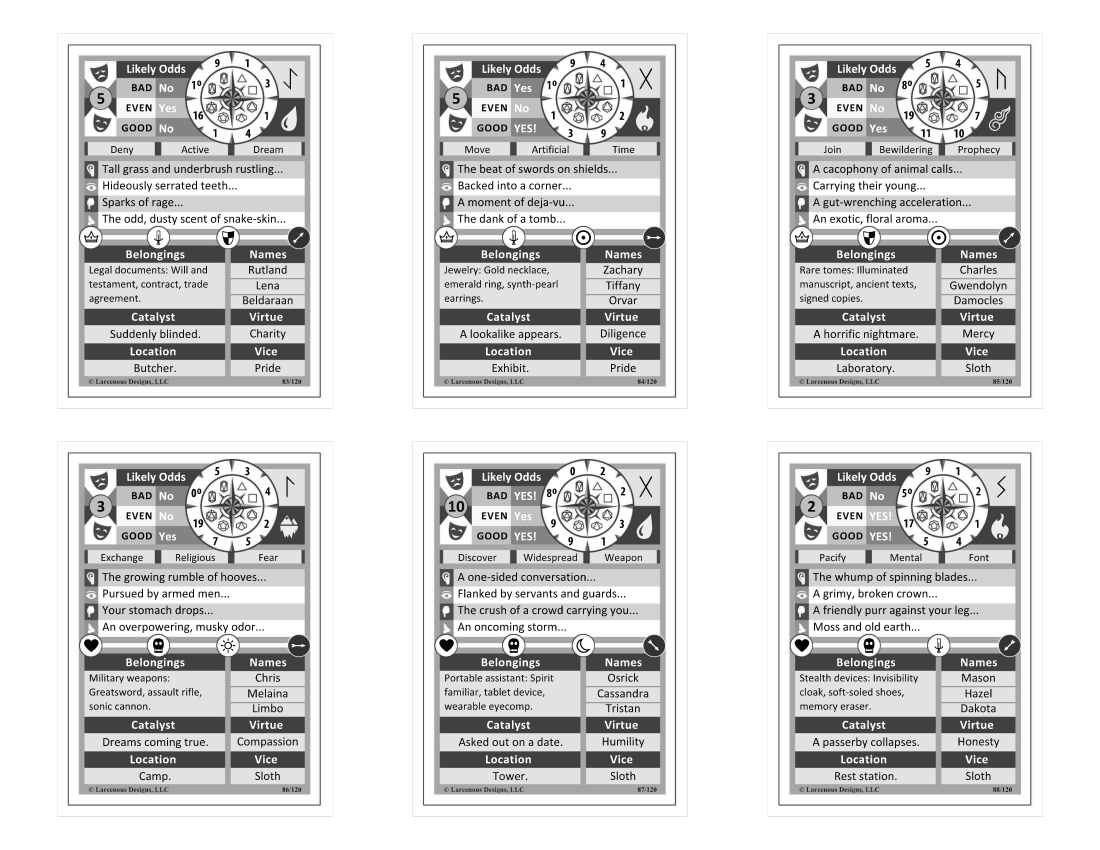 Likely Odds
9 1
BAD No
1º 3
5
EVEN Yes
16 1
GOOD No
1 4
Deny Active Dream
Tall grass and underbrush rustling...
Hideously serrated teeth...
Sparks of rage...
The odd, dusty scent of snake-skin...
Belongings
Legal documents: Will and
testament, contract, trade
agreement.
Names
Rutland
Lena
Beldaraan
Catalyst
Suddenly blinded.
Virtue
Charity
Location
Butcher.
Vice
Pride
© Larcenous Designs, LLC 83/120
Likely Odds
9 4
BAD Yes
1º 1
5
EVEN No
1 2
GOOD YES!
3 9
Move Artificial Time
The beat of swords on shields...
Backed into a corner...
A moment of deja-vu...
The dank of a tomb...
Belongings
Jewelry: Gold necklace,
emerald ring, synth-pearl
earrings.
Names
Zachary
Tiffany
Orvar
Catalyst
A lookalike appears.
Virtue
Diligence
Location
Exhibit.
Vice
Pride
© Larcenous Designs, LLC 84/120
Likely Odds
9 4
BAD No
8º 5
3
EVEN No
19 7
GOOD Yes
11 10
Join Bewildering Prophecy
A cacophony of animal calls...
Carrying their young...
A gut-wrenching acceleration...
An exotic, floral aroma...
Belongings
Rare tomes: Illuminated
manuscript, ancient texts,
signed copies.
Names
Charles
Gwendolyn
Damocles
Catalyst
A horrific nightmare.
Virtue
Mercy
Location
Laboratory.
Vice
Sloth
© Larcenous Designs, LLC 85/120
Likely Odds
5 3
BAD No
0º 4
3
EVEN No
19 2
GOOD Yes
7 5
Exchange Religious Fear
The growing rumble of hooves...
Pursued by armed men...
Your stomach drops...
An overpowering, musky odor...
Belongings
Military weapons:
Greatsword, assault rifle,
sonic cannon.
Names
Chris
Melaina
Limbo
Catalyst
Dreams coming true.
Virtue
Compassion
Location
Camp.
Vice
Sloth
© Larcenous Designs, LLC 86/120
Likely Odds
0 2
BAD YES!
8º 2
10
EVEN Yes
9 3
GOOD YES!
9 1
Discover Widespread Weapon
A one-sided conversation...
Flanked by servants and guards...
The crush of a crowd carrying you...
An oncoming storm...
Belongings
Portable assistant: Spirit
familiar, tablet device,
wearable eyecomp.
Names
Osrick
Cassandra
Tristan
Catalyst
Asked out on a date.
Virtue
Humility
Location
Tower.
Vice
Sloth
© Larcenous Designs, LLC 87/120
Likely Odds
9 1
BAD No
5º 2
2
EVEN YES!
17 1
GOOD YES!
5 4
Pacify Mental Font
The whump of spinning blades...
A grimy, broken crown...
A friendly purr against your leg...
Moss and old earth...
Belongings
Stealth devices: Invisibility
cloak, soft-soled shoes,
memory eraser.
Names
Mason
Hazel
Dakota
Catalyst
A passerby collapses.
Virtue
Honesty
Location
Rest station.
Vice
Sloth
© Larcenous Designs, LLC 88/120